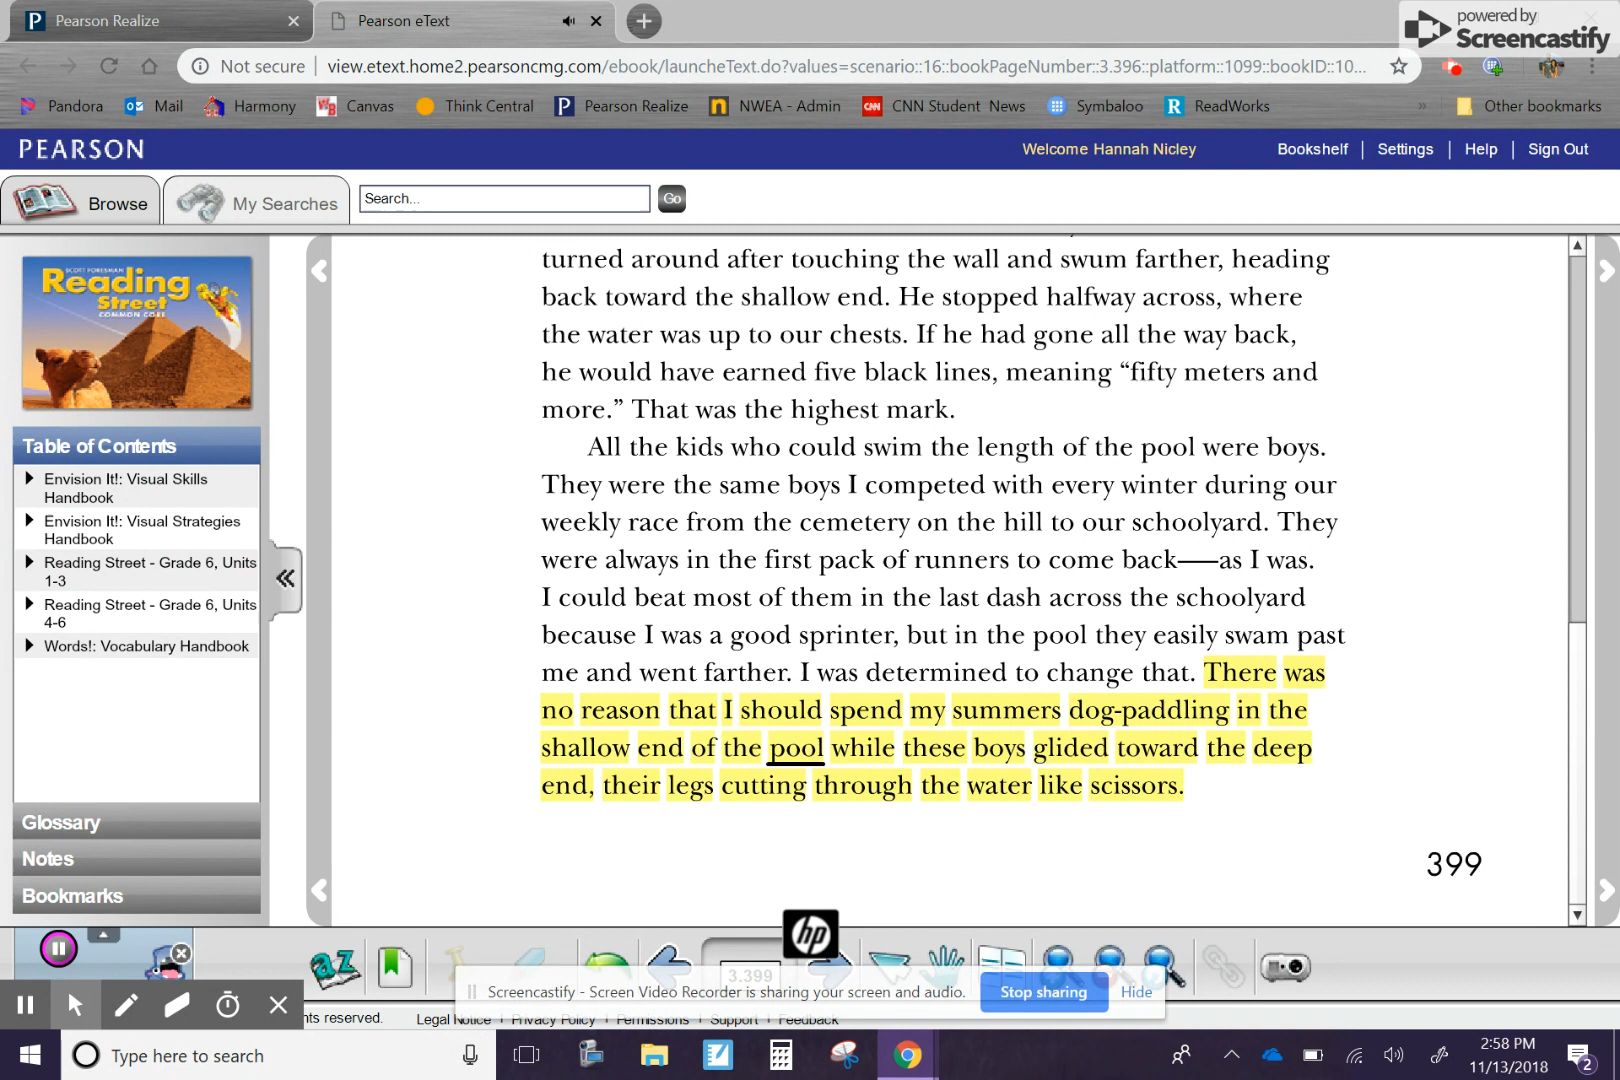 Pearson Realize
Pearson eText
powered by
Screencastify
Not secure
view.etext.home2.pearsoncmg.com/ebook/launcheText.do?values=scenario::16::bookPageNumber::3.396::platform::1099::bookID::10...
Pandora
Mail
Harmony
Canvas
Think Central
Pearson Realize
NWEA - Admin
CNN Student News
Symbaloo
ReadWorks
»
Other bookmarks
PEARSON
Welcome Hannah Nicley
Bookshelf | Settings | Help | Sign Out
Browse
My Searches
Search...
Go
SCOTT FORESMAN
Reading
Street
COMMON CORE
Table of Contents
Envision It!: Visual Skills
Handbook
Envision It!: Visual Strategies
Handbook
Reading Street - Grade 6, Units
1-3
Reading Street - Grade 6, Units
4-6
Words!: Vocabulary Handbook
Glossary
Notes
Bookmarks
turned around after touching the wall and swum farther, heading
back toward the shallow end. He stopped halfway across, where
the water was up to our chests. If he had gone all the way back,
he would have earned five black lines, meaning “fifty meters and
more.” That was the highest mark.
All the kids who could swim the length of the pool were boys.
They were the same boys I competed with every winter during our
weekly race from the cemetery on the hill to our schoolyard. They
were always in the first pack of runners to come back—as I was.
I could beat most of them in the last dash across the schoolyard
because I was a good sprinter, but in the pool they easily swam past
me and went farther. I was determined to change that. There was
no reason that I should spend my summers dog-paddling in the
shallow end of the pool while these boys glided toward the deep
end, their legs cutting through the water like scissors.
399
hp
3.399
Screencastify - Screen Video Recorder is sharing your screen and audio.
Stop sharing
Hide
nts reserved.
Legal Notice | Privacy Policy | Permissions | Support | Feedback
Type here to search
2:58 PM
11/13/2018
2